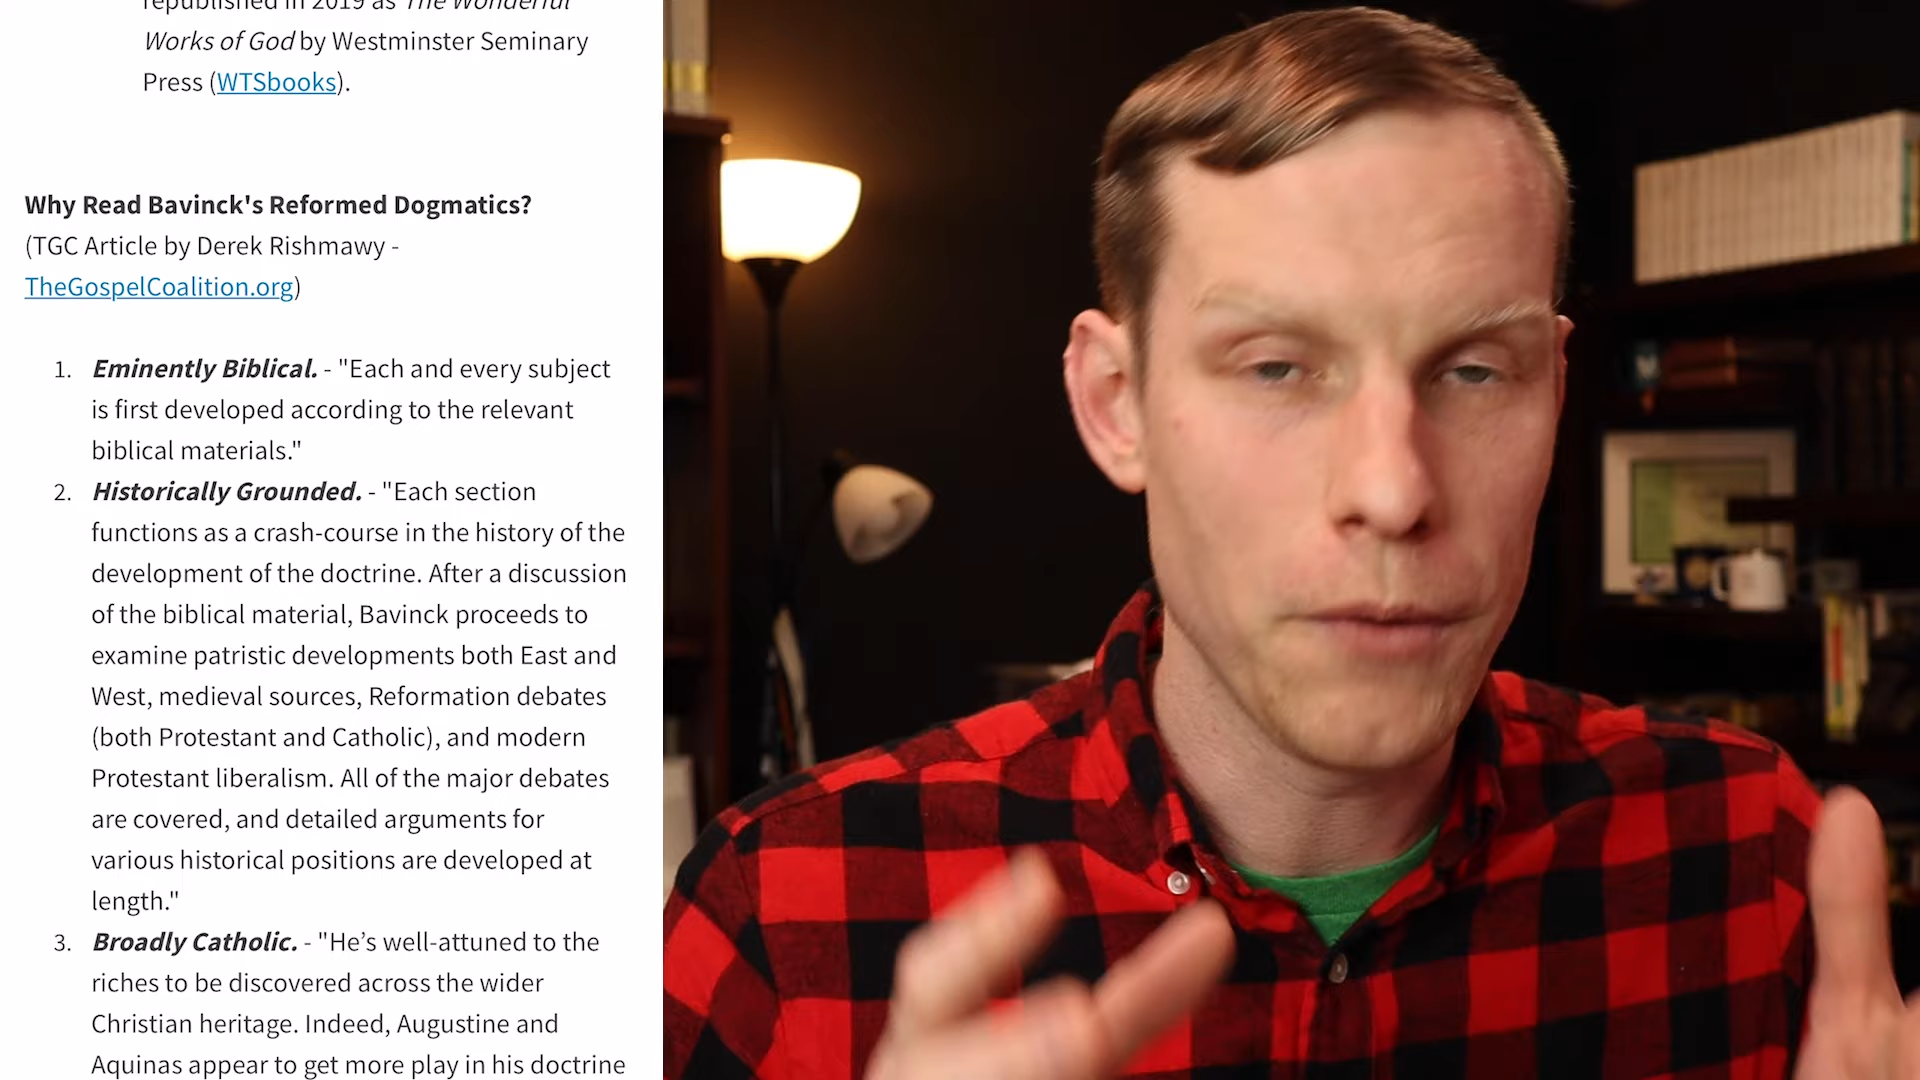 republished in 2019 as The Wonderful
Works of God by Westminster Seminary
Press (WTSbooks).
Why Read Bavinck's Reformed Dogmatics?
(TGC Article by Derek Rishmawy -
TheGospelCoalition.org)
1. Eminently Biblical. - "Each and every subject
is first developed according to the relevant
biblical materials."
2. Historically Grounded. - "Each section
functions as a crash-course in the history of the
development of the doctrine. After a discussion
of the biblical material, Bavinck proceeds to
examine patristic developments both East and
West, medieval sources, Reformation debates
(both Protestant and Catholic), and modern
Protestant liberalism. All of the major debates
are covered, and detailed arguments for
various historical positions are developed at
length."
3. Broadly Catholic. - "He’s well-attuned to the
riches to be discovered across the wider
Christian heritage. Indeed, Augustine and
Aquinas appear to get more play in his doctrine